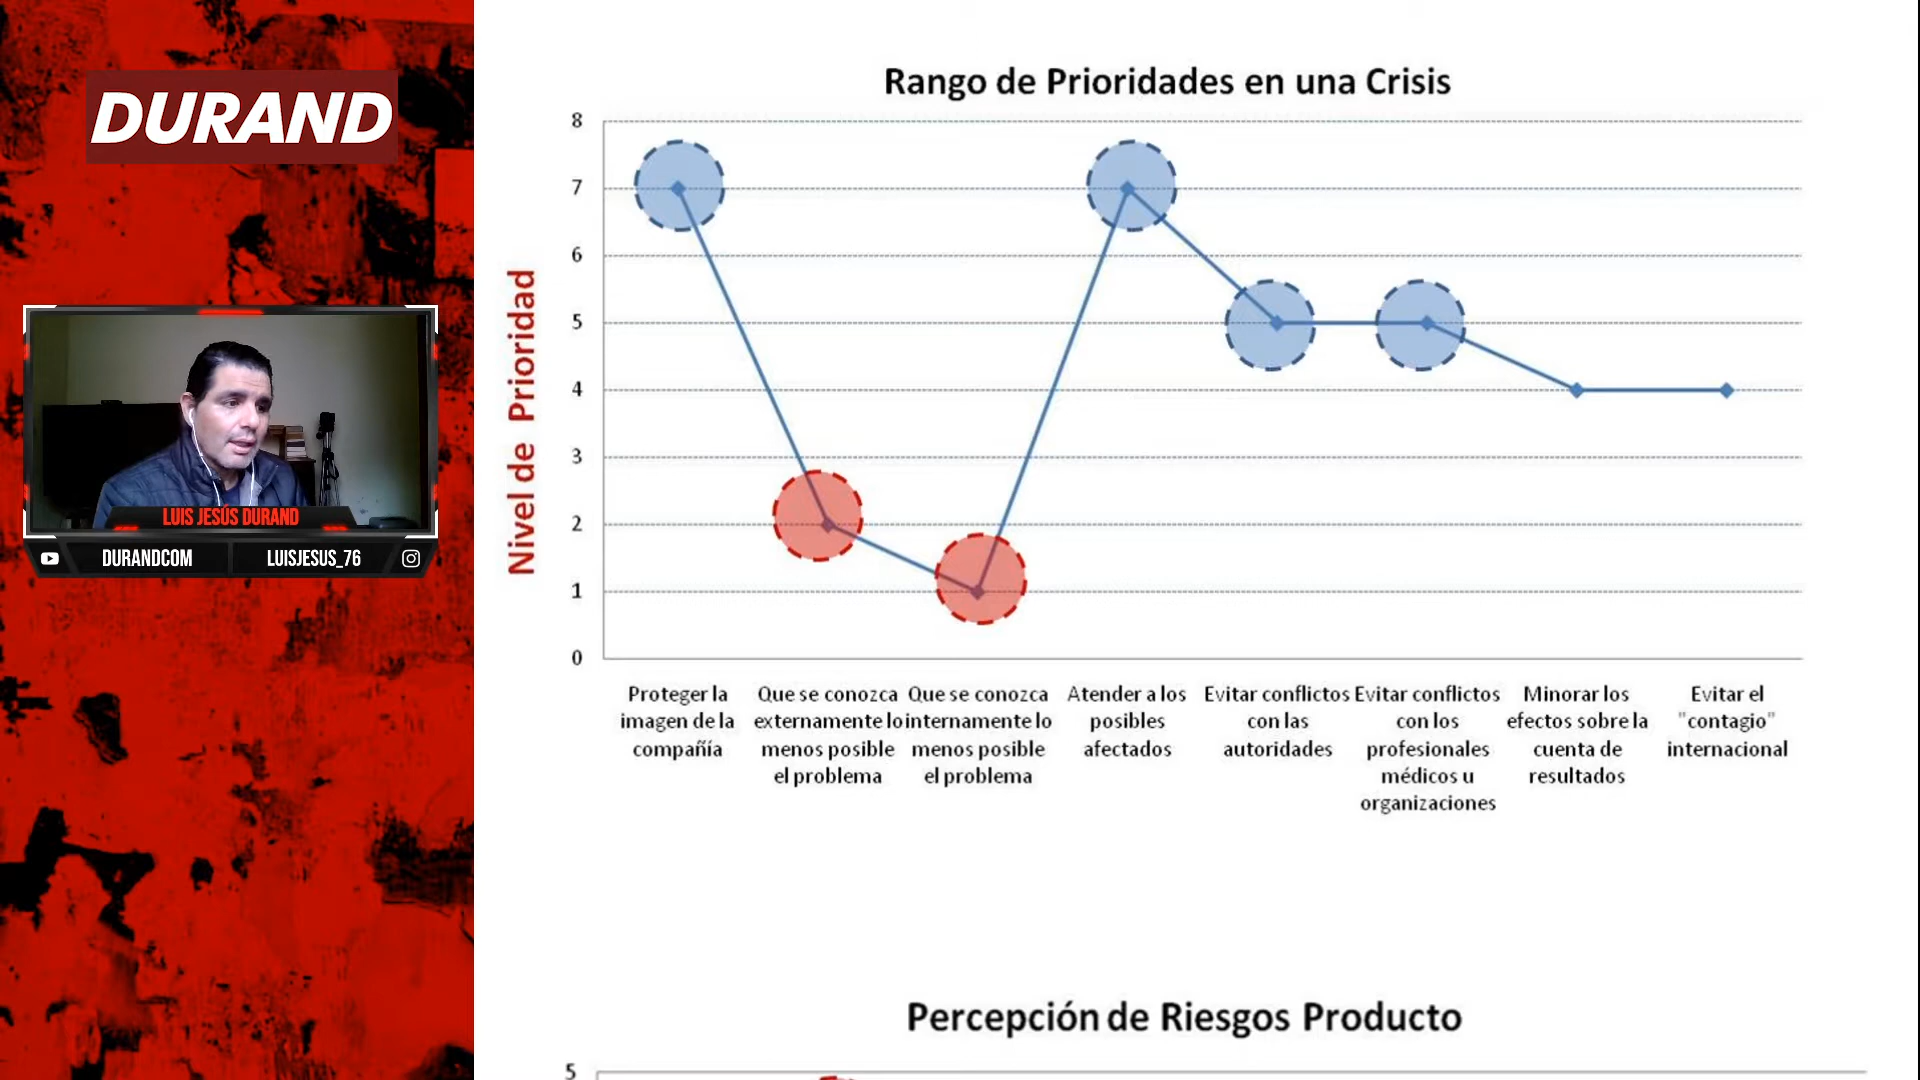 DURAND
LUIS JESÚS DURAND
DURANDCOM
LUISJESUS_76
Rango de Prioridades en una Crisis
Nivel de Prioridad
8
7
6
5
4
3
2
1
0
Proteger la
imagen de la
compañía
Que se conozca
externamente lo
menos posible
el problema
Que se conozca
internamente lo
menos posible
el problema
Atender a los
posibles
afectados
Evitar conflictos
con las
autoridades
Evitar conflictos
con los
profesionales
médicos u
organizaciones
Minorar los
efectos sobre la
cuenta de
resultados
Evitar el
"contagio"
internacional
Percepción de Riesgos Producto
5